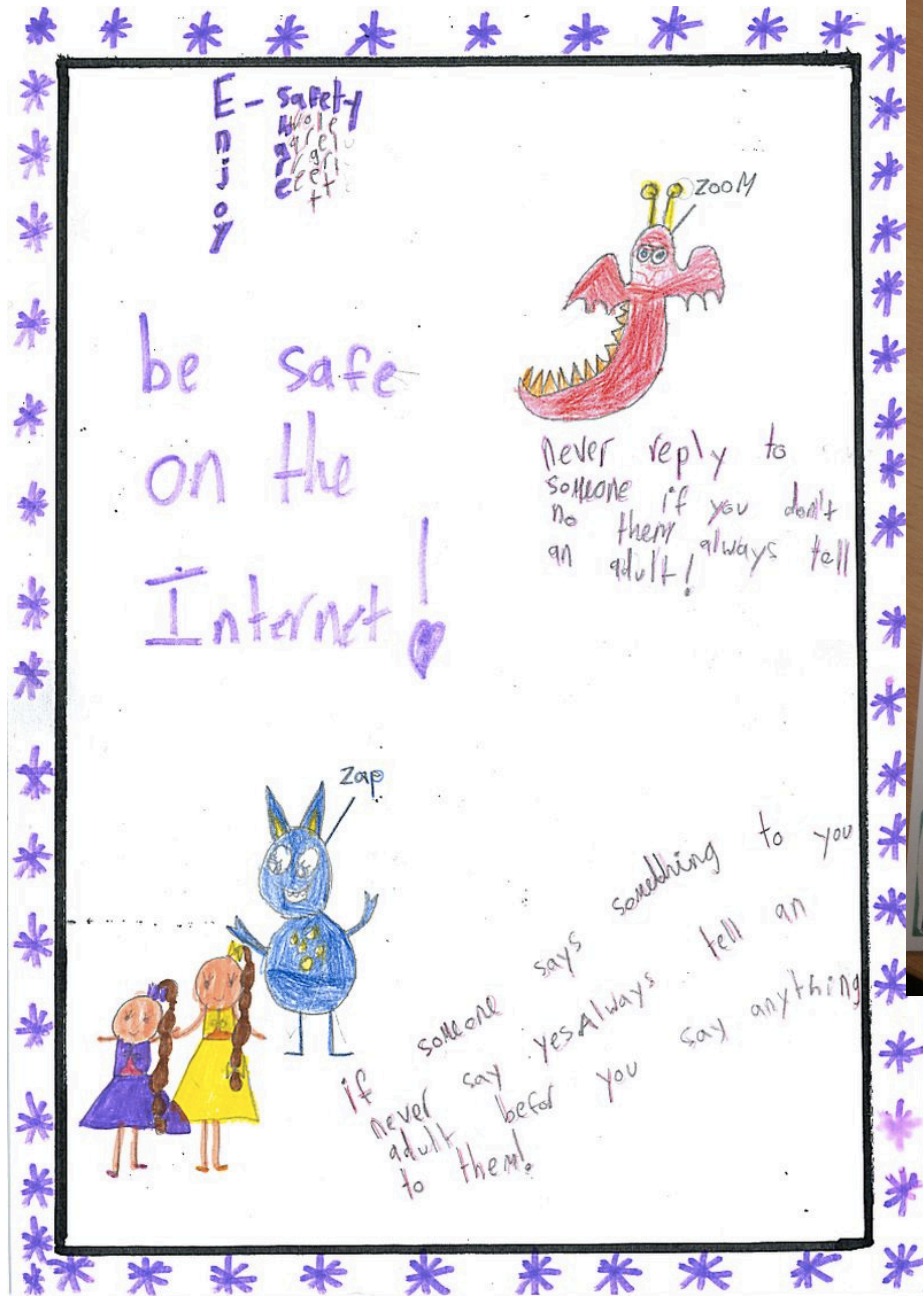 E - safety
n
j
o
y
ZooM
be safe
on the
Internet!
never reply to
someone if you don't
no them always tell
an adult!
Zap
if someone says something to you
never say yes Always tell an
adult befor you say anything
to them!